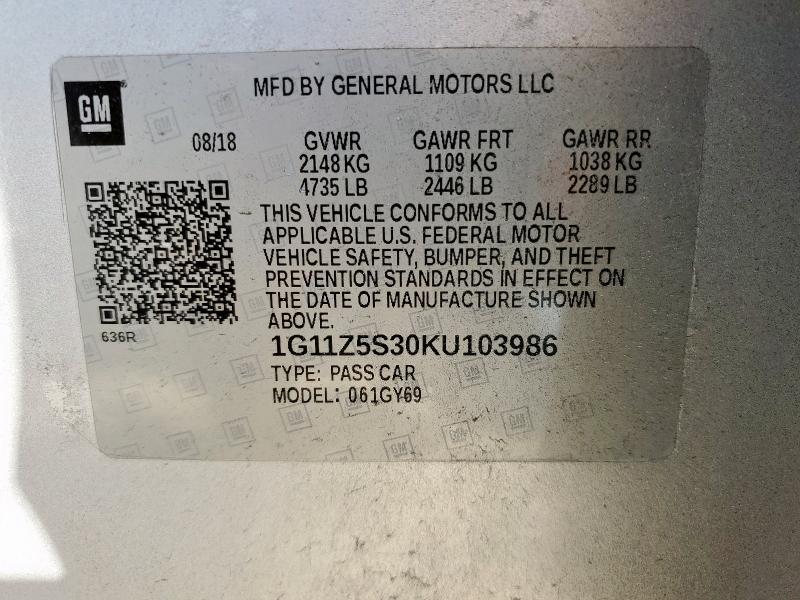 GM
MFD BY GENERAL MOTORS LLC
08/18 GVWR GAWR FRT GAWR RR
2148 KG 1109 KG 1038 KG
4735 LB 2446 LB 2289 LB
THIS VEHICLE CONFORMS TO ALL
APPLICABLE U.S. FEDERAL MOTOR
VEHICLE SAFETY, BUMPER, AND THEFT
PREVENTION STANDARDS IN EFFECT ON
THE DATE OF MANUFACTURE SHOWN
ABOVE.
636R
1G11Z5S30KU103986
TYPE: PASS CAR
MODEL: 061GY69